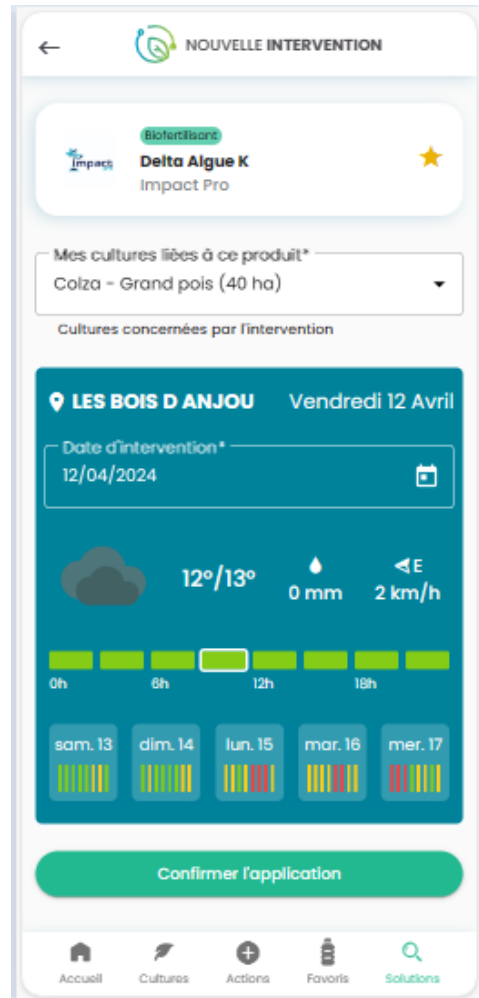 NOUVELLE INTERVENTION
Biofertilisant
Impact
Delta Algue K
Impact Pro
Mes cultures liées à ce produit*
Colza - Grand pois (40 ha)
Cultures concernées par l'intervention
LES BOIS D ANJOU Vendredi 12 Avril
Date d'intervention*
12/04/2024
12°/13°
0 mm
E
2 km/h
0h 6h 12h 18h
sam. 13 dim. 14 lun. 15 mar. 16 mer. 17
Confirmer l'application
Accueil Cultures Actions Favoris Solutions